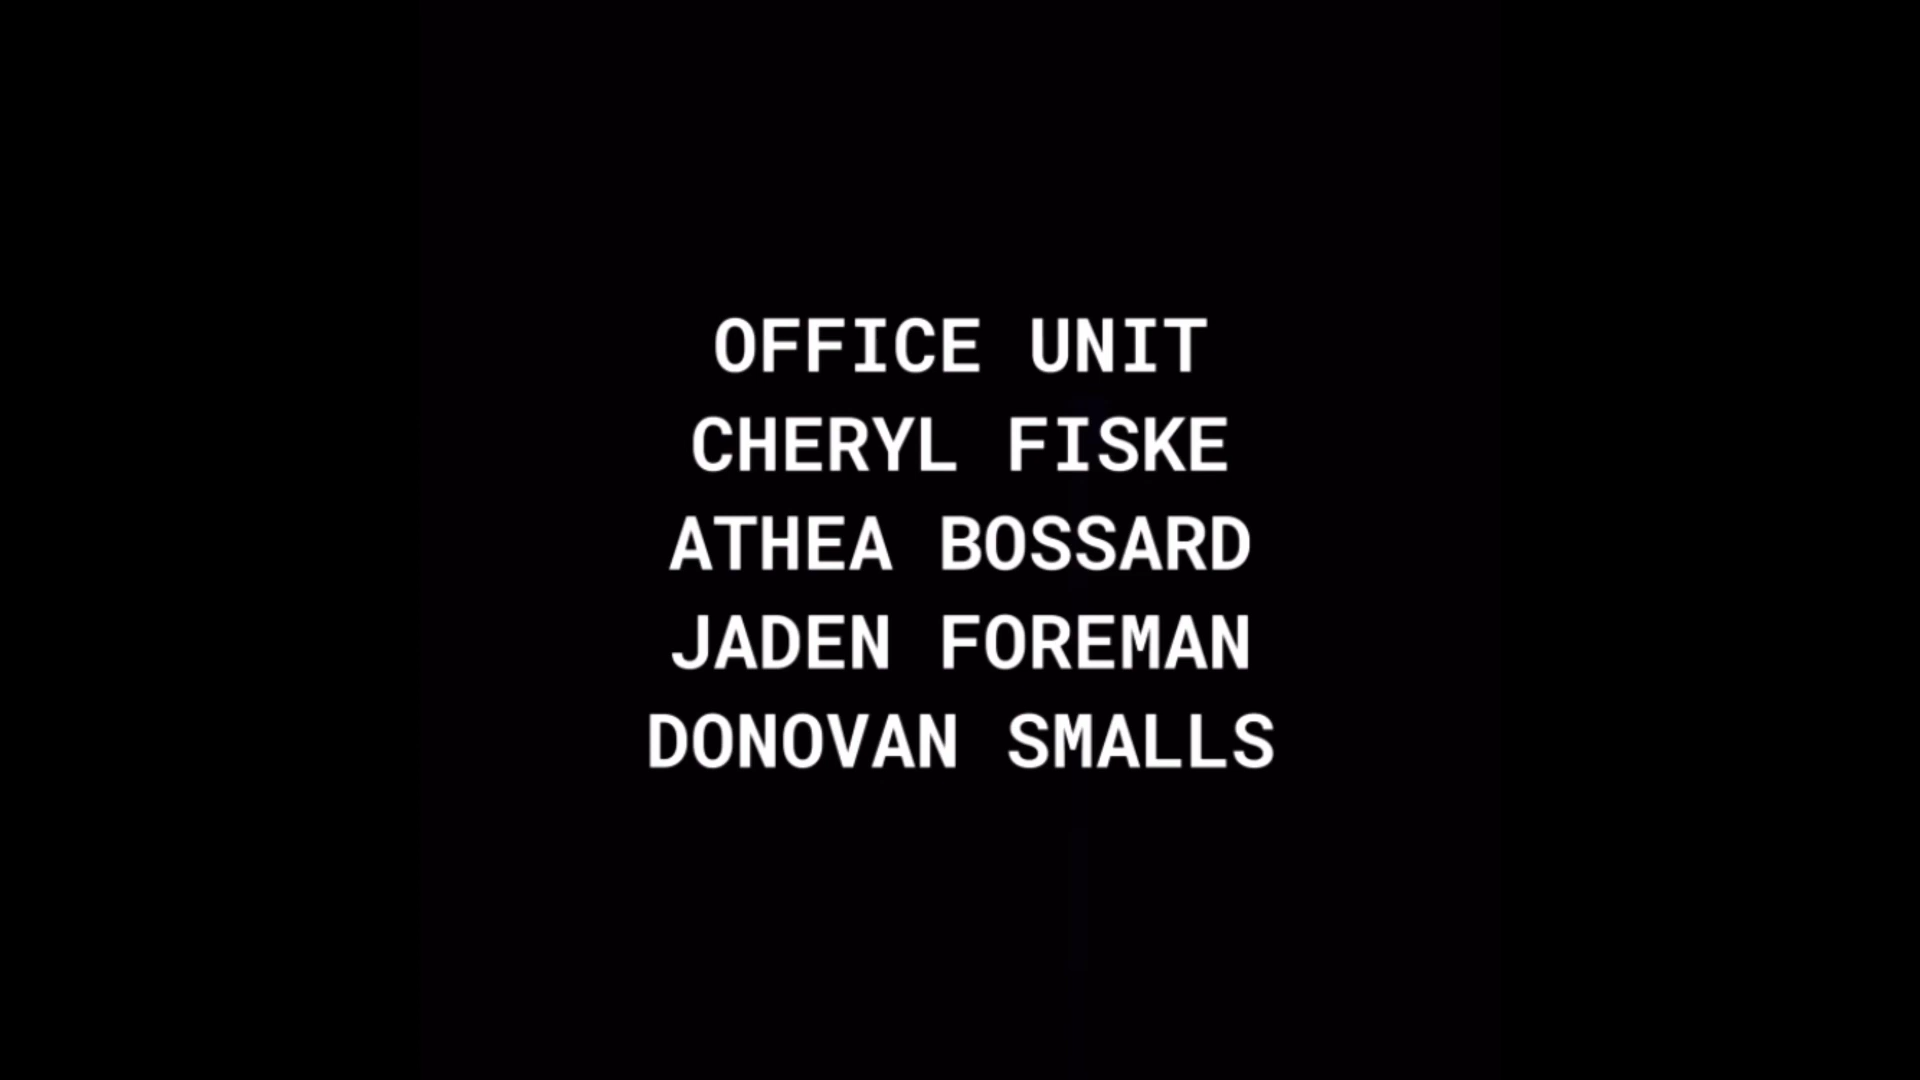 OFFICE UNIT
CHERYL FISKE
ATHEA BOSSARD
JADEN FOREMAN
DONOVAN SMALLS